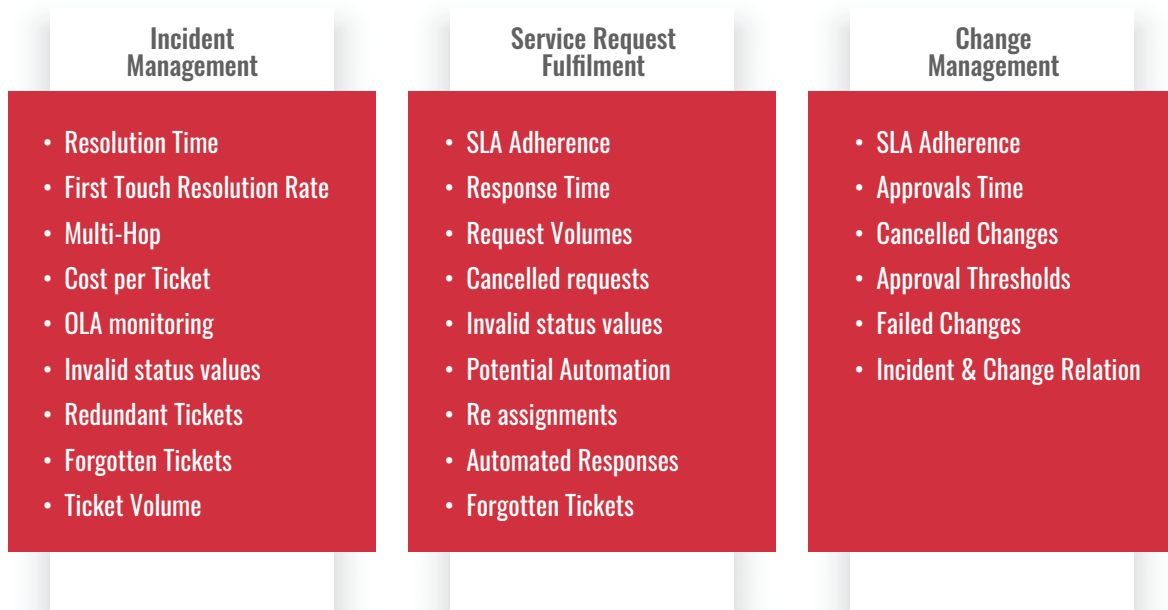 Incident
Management
• Resolution Time
• First Touch Resolution Rate
• Multi-Hop
• Cost per Ticket
• OLA monitoring
• Invalid status values
• Redundant Tickets
• Forgotten Tickets
• Ticket Volume
Service Request
Fulfilment
• SLA Adherence
• Response Time
• Request Volumes
• Cancelled requests
• Invalid status values
• Potential Automation
• Re assignments
• Automated Responses
• Forgotten Tickets
Change
Management
• SLA Adherence
• Approvals Time
• Cancelled Changes
• Approval Thresholds
• Failed Changes
• Incident & Change Relation